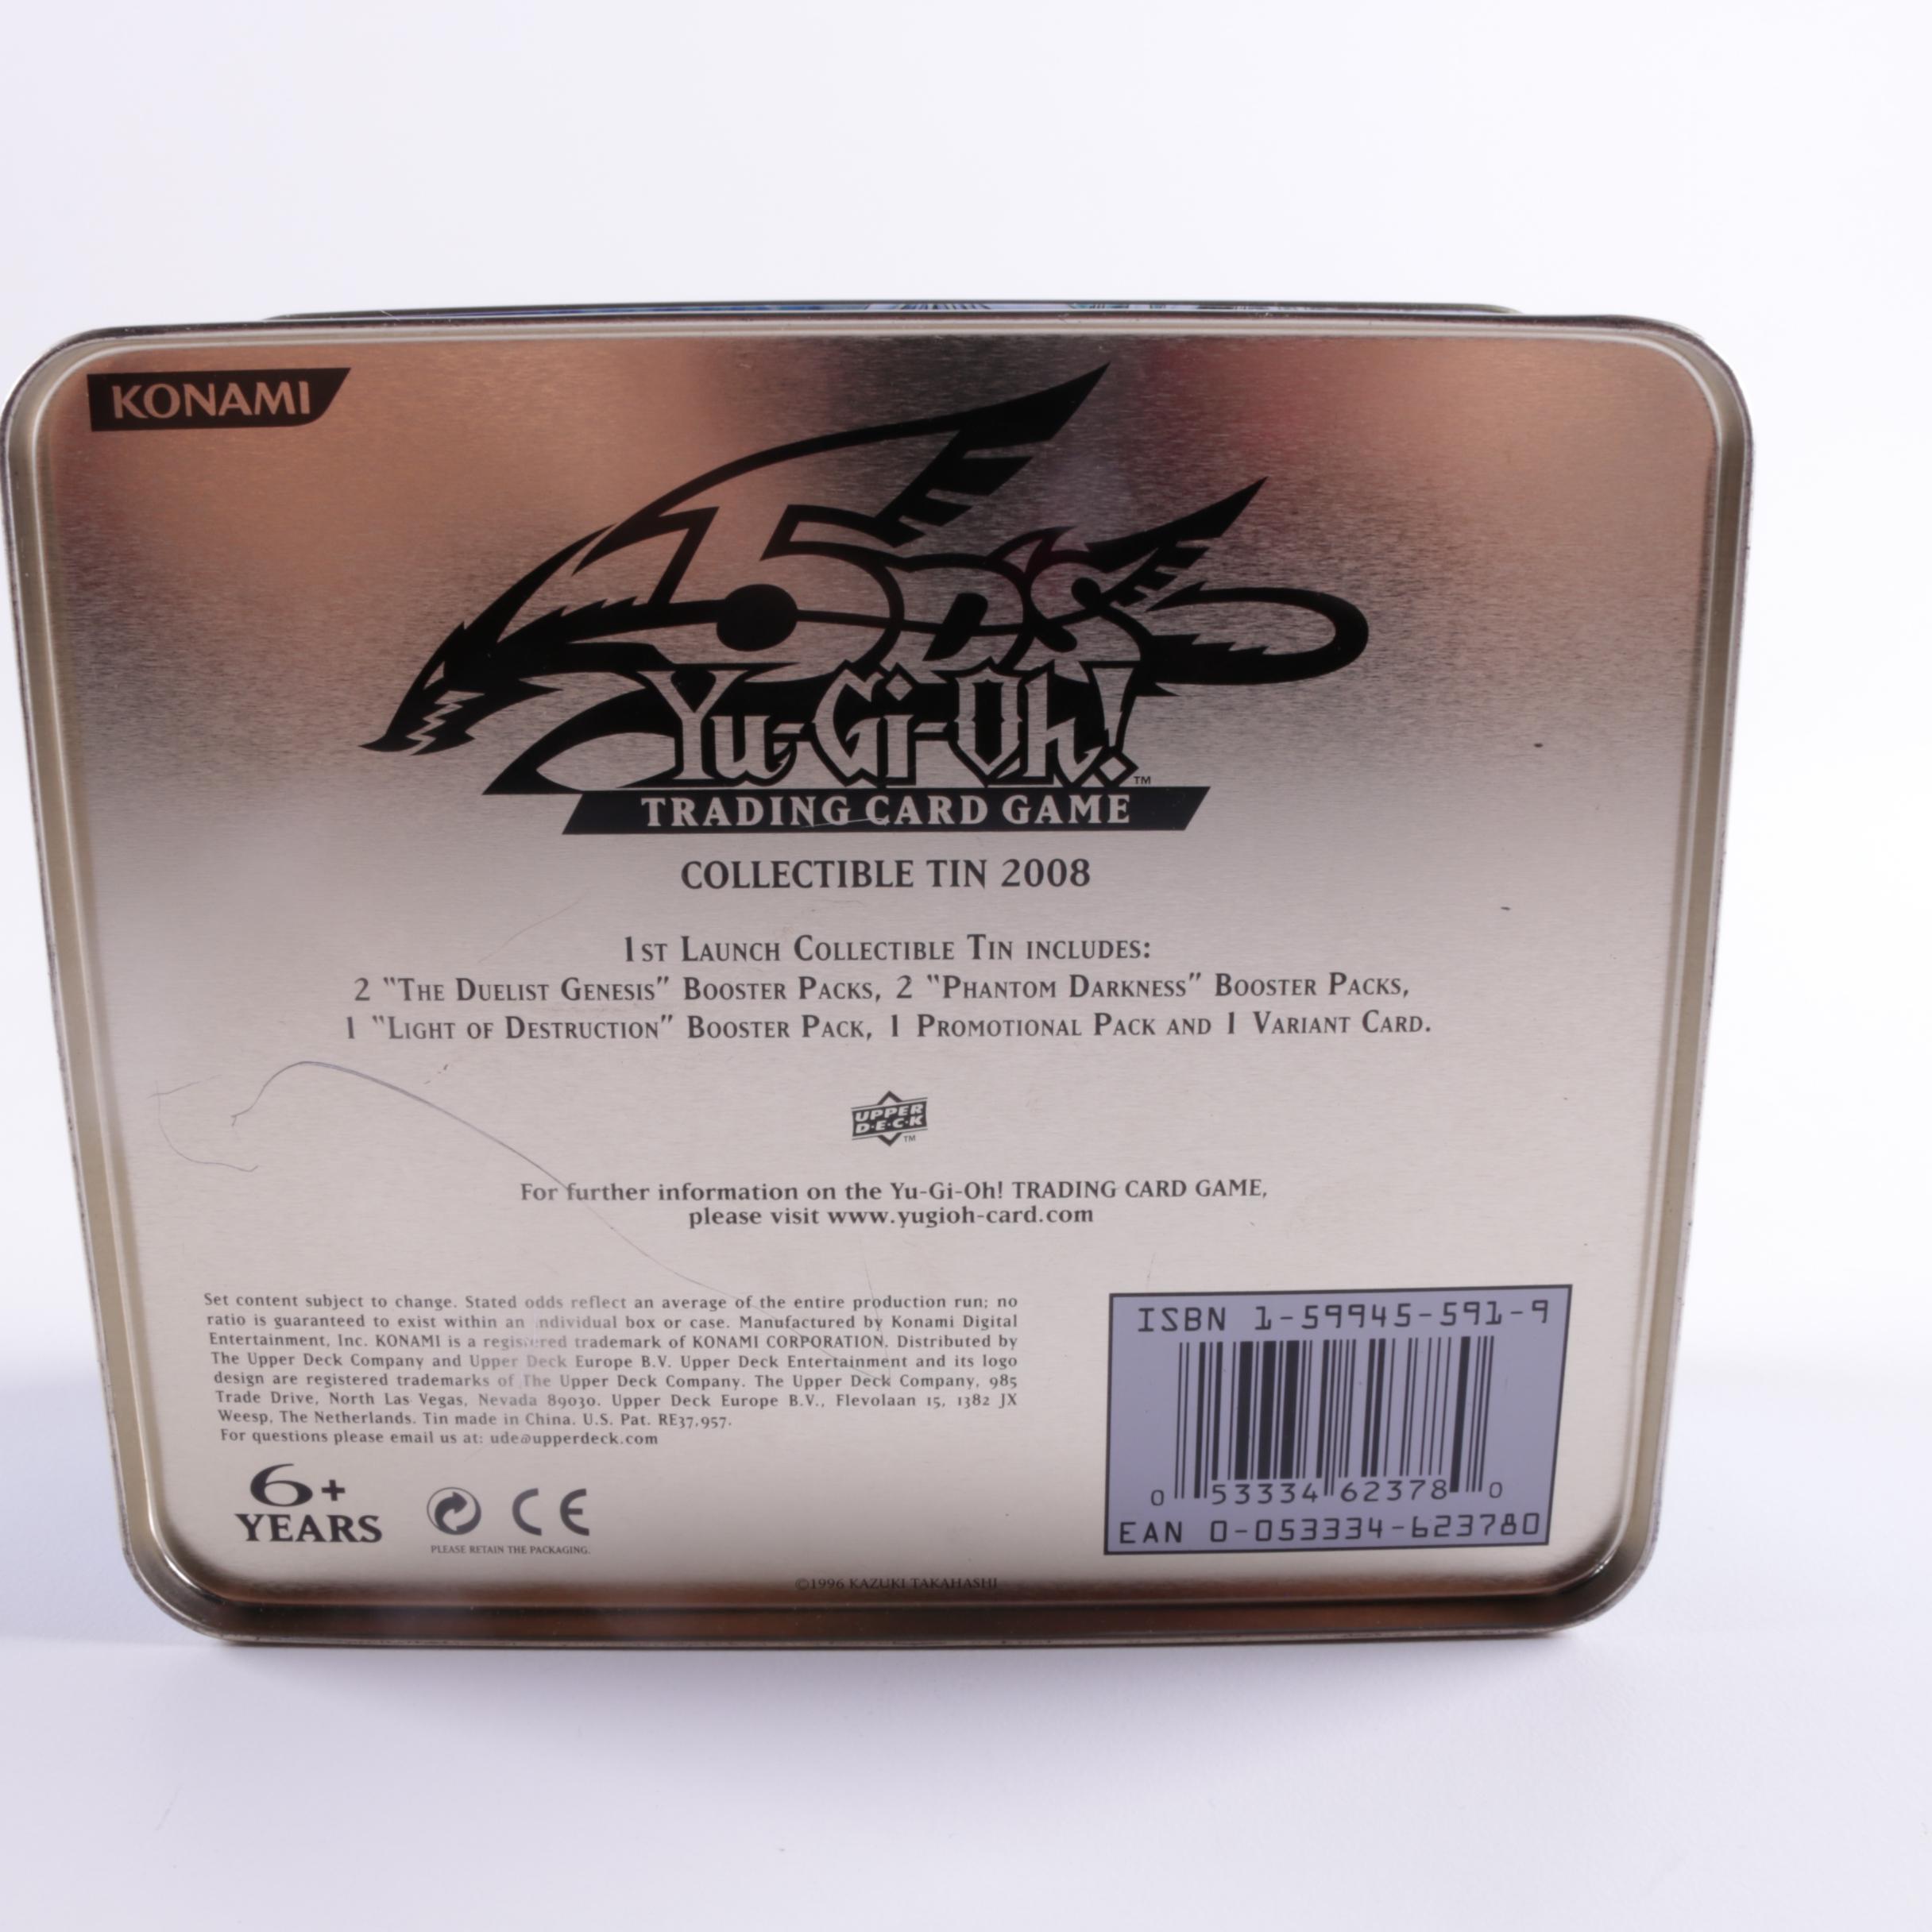 KONAMI
5DS
Yu-Gi-Oh!™
TRADING CARD GAME
COLLECTIBLE TIN 2008
1ST LAUNCH COLLECTIBLE TIN INCLUDES:
2 "THE DUELIST GENESIS" BOOSTER PACKS, 2 "PHANTOM DARKNESS" BOOSTER PACKS,
1 "LIGHT OF DESTRUCTION" BOOSTER PACK, 1 PROMOTIONAL PACK AND 1 VARIANT CARD.
UPPER
D·E·C·K
™
For further information on the Yu-Gi-Oh! TRADING CARD GAME,
please visit www.yugioh-card.com
Set content subject to change. Stated odds reflect an average of the entire production run; no
ratio is guaranteed to exist within an individual box or case. Manufactured by Konami Digital
Entertainment, Inc. KONAMI is a registered trademark of KONAMI CORPORATION. Distributed by
The Upper Deck Company and Upper Deck Europe B.V. Upper Deck Entertainment and its logo
design are registered trademarks of The Upper Deck Company. The Upper Deck Company, 985
Trade Drive, North Las Vegas, Nevada 89030. Upper Deck Europe B.V., Flevolaan 15, 1382 JX
Weesp, The Netherlands. Tin made in China. U.S. Pat. RE37,957.
For questions please email us at: ude@upperdeck.com
6+
YEARS
CE
PLEASE RETAIN THE PACKAGING.
ISBN 1-59945-591-9
0 53334 62378 0
EAN 0-053334-623780
©1996 KAZUKI TAKAHASHI